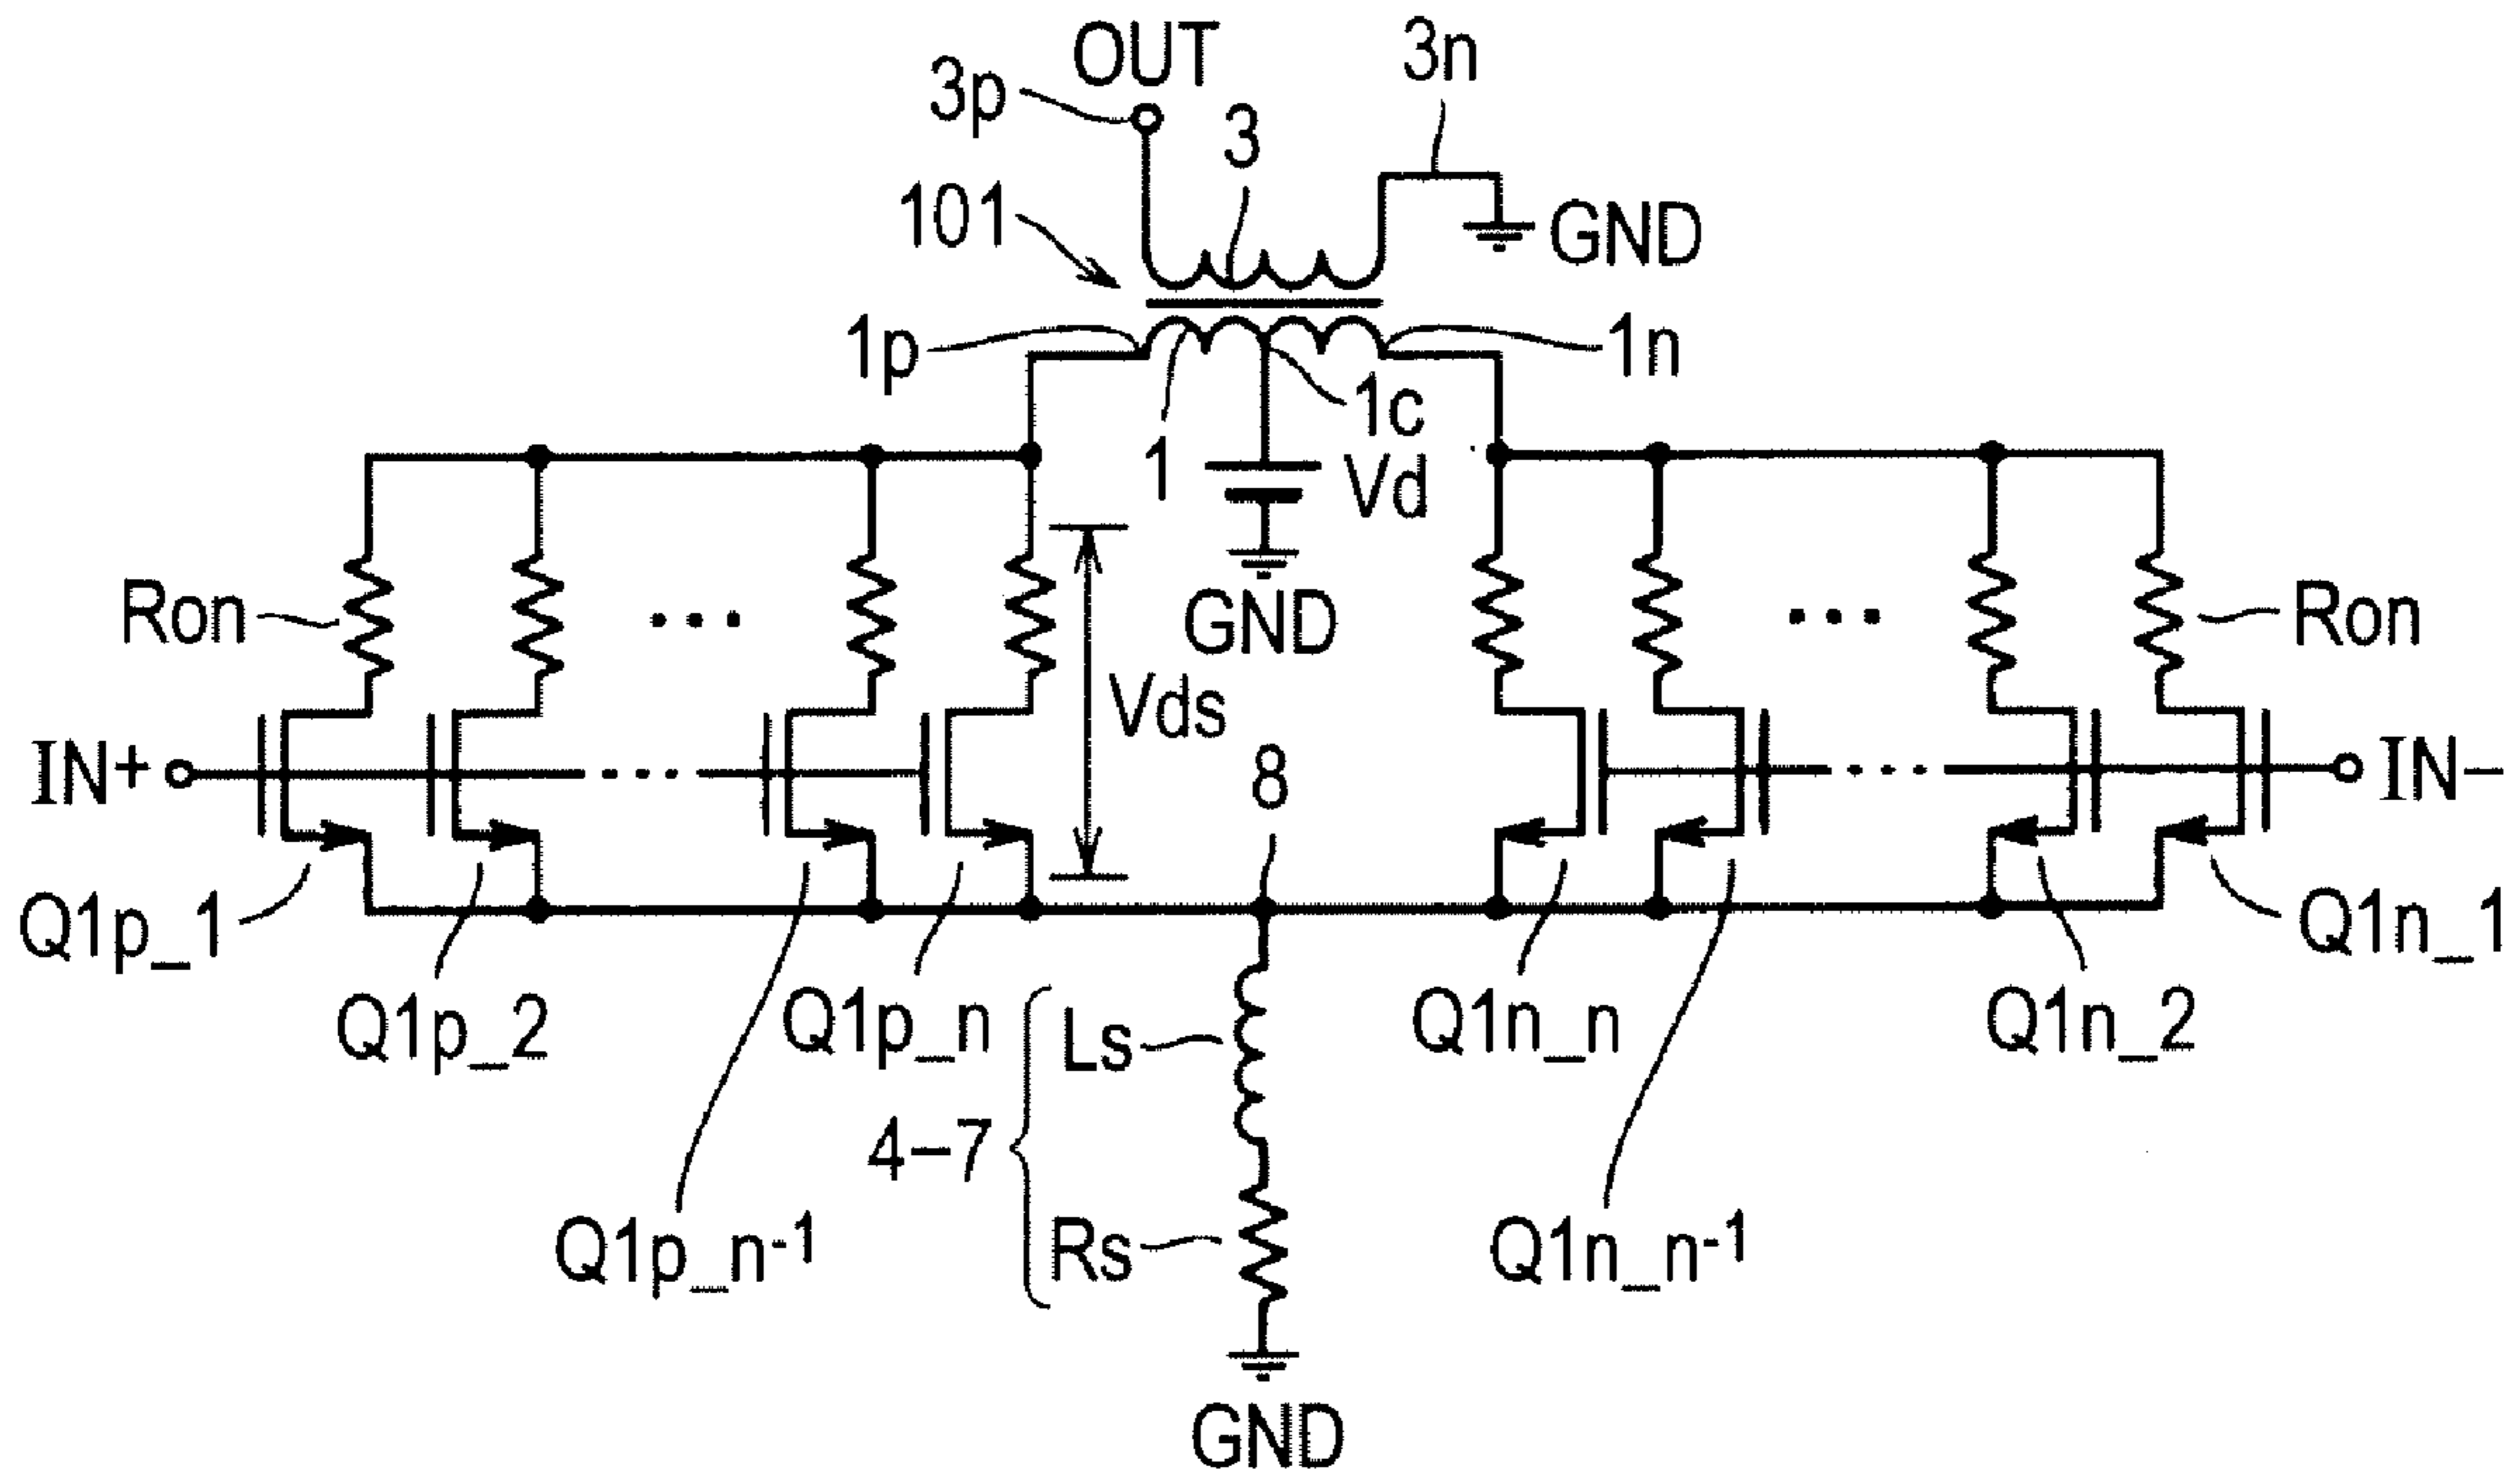 OUT
3n
3p
3
101
GND
1p
1n
1c
1
Vd
Ron
...
GND
...
Ron
Vds
IN+
....
8
....
IN−
Q1p_1
Q1n_1
Q1p_2
Q1p_n
Ls
Q1n_n
Q1n_2
4−7
Q1p_n-1
Rs
Q1n_n-1
GND